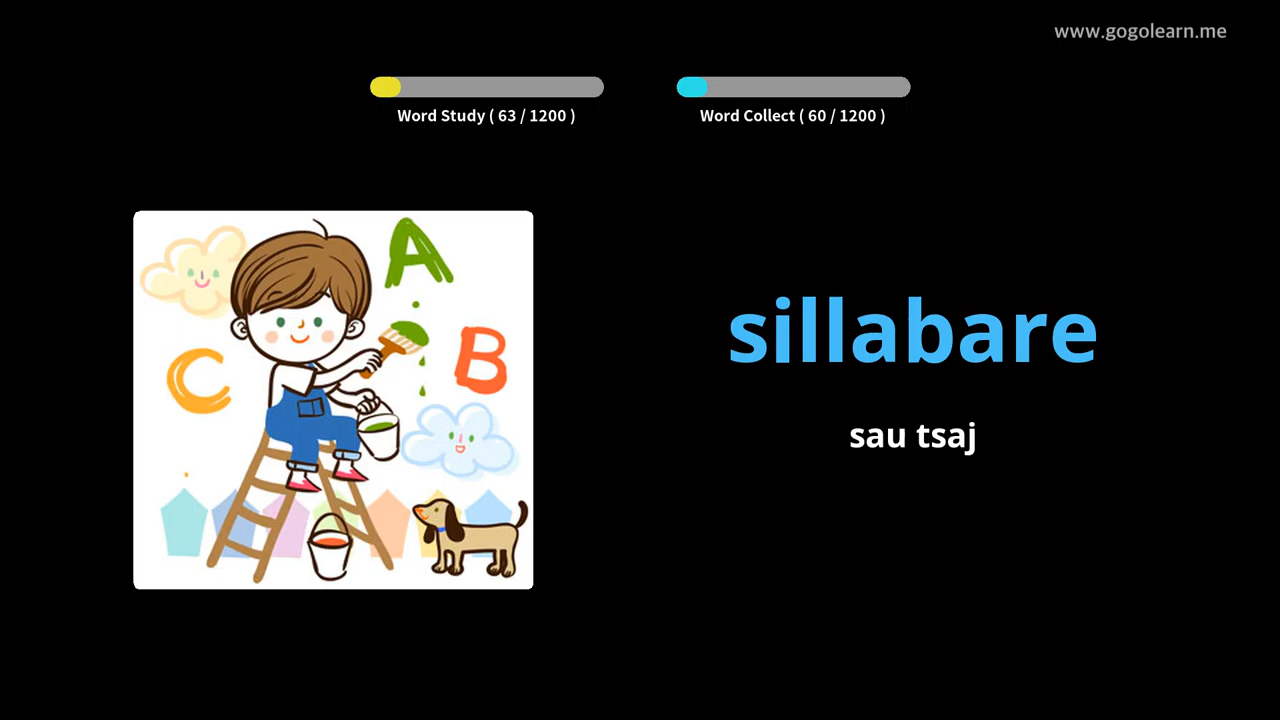 www.gogolearn.me
Word Study ( 63 / 1200 )
Word Collect ( 60 / 1200 )
A
B
C
sillabare
sau tsaj